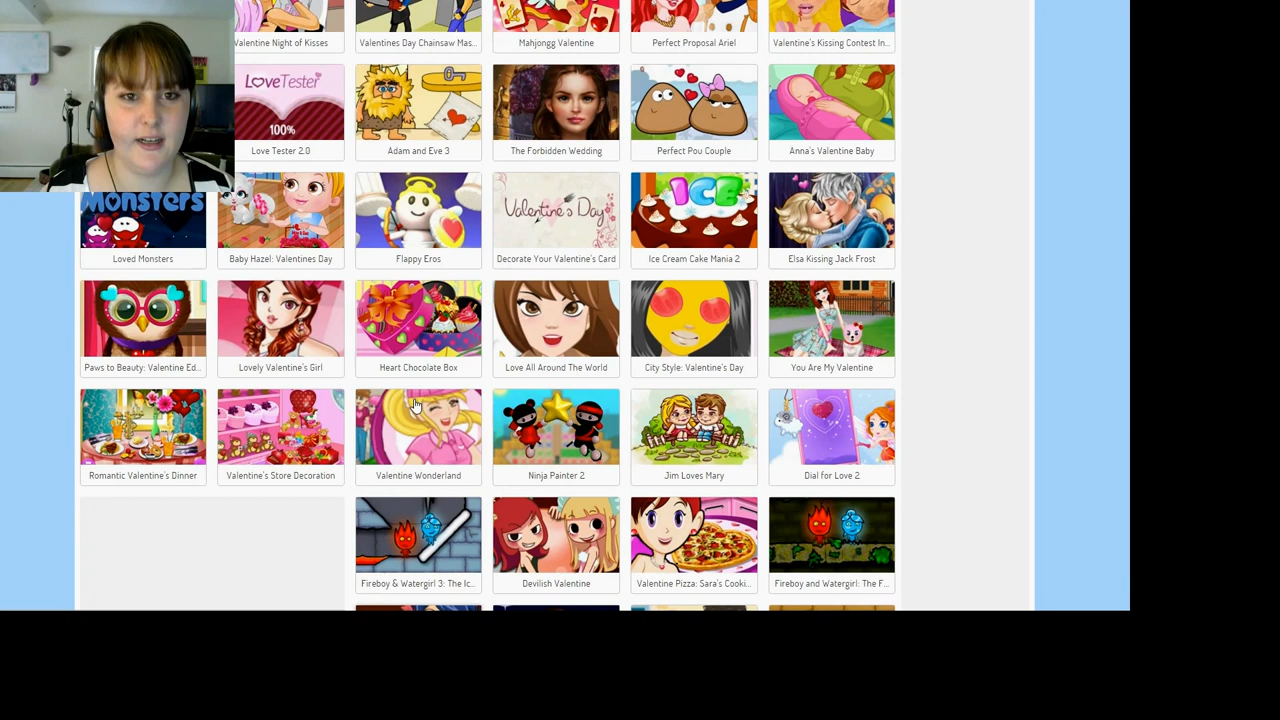 Valentine Night of Kisses
Valentines Day Chainsaw Mas...
Mahjongg Valentine
Perfect Proposal Ariel
Valentine's Kissing Contest In...
LoveTester
100%
Love Tester 2.0
Adam and Eve 3
The Forbidden Wedding
Perfect Pou Couple
Anna's Valentine Baby
MONSTERS
Valentine's Day
ICE
Loved Monsters
Baby Hazel: Valentines Day
Flappy Eros
Decorate Your Valentine's Card
Ice Cream Cake Mania 2
Elsa Kissing Jack Frost
Paws to Beauty: Valentine Ed...
Lovely Valentine's Girl
Heart Chocolate Box
Love All Around The World
City Style: Valentine's Day
You Are My Valentine
Romantic Valentine's Dinner
Valentine's Store Decoration
Valentine Wonderland
Ninja Painter 2
Jim Loves Mary
Dial for Love 2
Fireboy & Watergirl 3: The Ic...
Devilish Valentine
Valentine Pizza: Sara's Cooki...
Fireboy and Watergirl: The F...